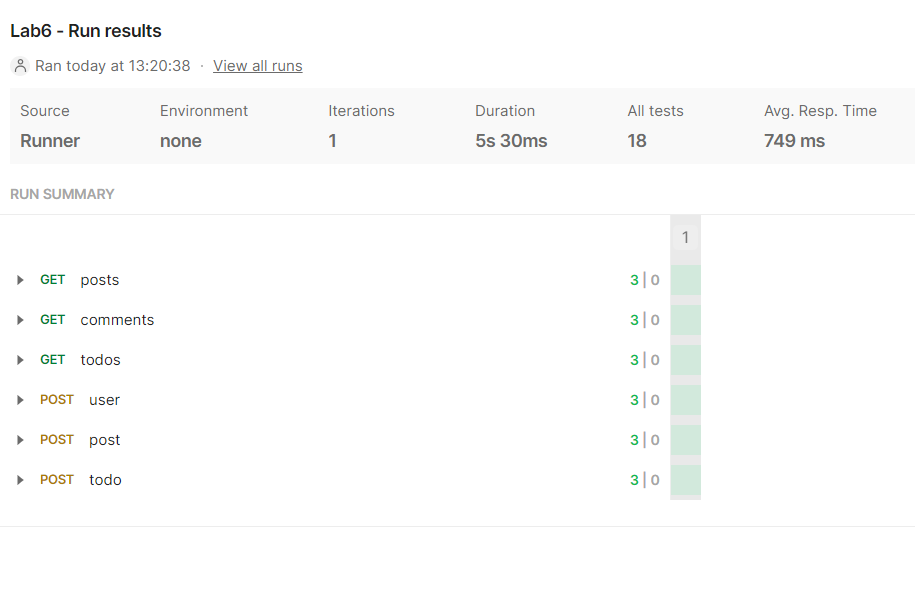 Lab6 - Run results
Ran today at 13:20:38 · View all runs
Source Environment Iterations Duration All tests Avg. Resp. Time
Runner none 1 5s 30ms 18 749 ms
RUN SUMMARY
1
GET posts 3 | 0
GET comments 3 | 0
GET todos 3 | 0
POST user 3 | 0
POST post 3 | 0
POST todo 3 | 0